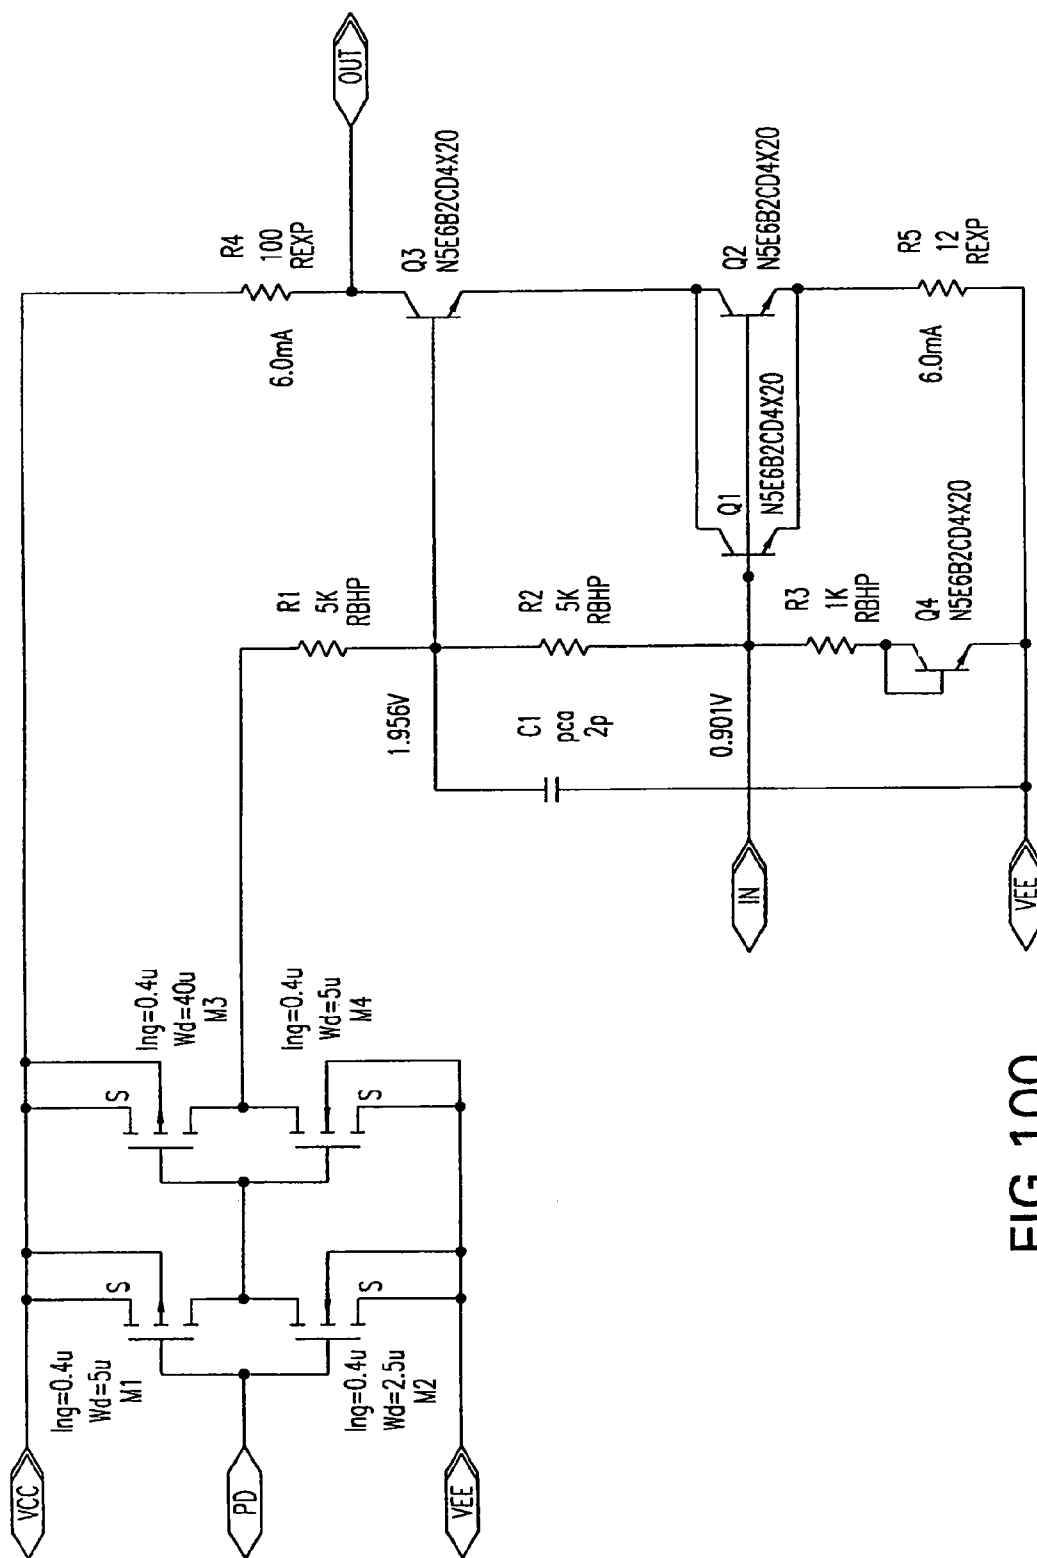 VCC
PD
VEE
lng=0.4u
Wd=5u
M1
lng=0.4u
Wd=2.5u
M2
S
S
lng=0.4u
Wd=40u
M3
lng=0.4u
Wd=5u
M4
S
S
IN
VEE
1.956V
C1
pca
2p
0.901V
R1
5K
RBHP
R2
5K
RBHP
R3
1K
RBHP
Q4
N5E6B2CD4X20
Q1
N5E6B2CD4X20
R4
100
REXP
6.0mA
Q3
N5E6B2CD4X20
Q2
N5E6B2CD4X20
R5
12
REXP
6.0mA
OUT